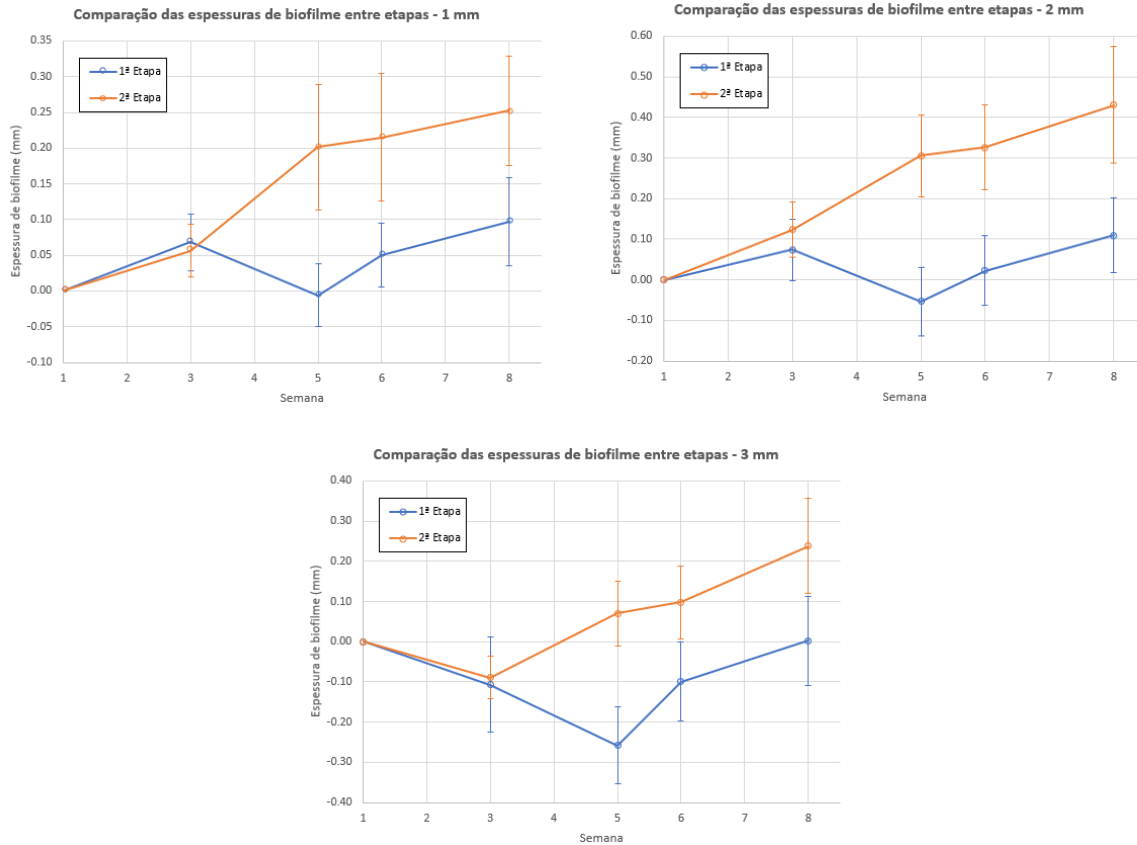 Comparação das espessuras de biofilme entre etapas - 1 mm
Espessura de biofilme (mm)
0.35
0.30
0.25
0.20
0.15
0.10
0.05
0.00
-0.05
-0.10
1ª Etapa
2ª Etapa
1 2 3 4 5 6 7 8
Semana
Comparação das espessuras de biofilme entre etapas - 2 mm
Espessura de biofilme (mm)
0.60
0.50
0.40
0.30
0.20
0.10
0.00
-0.10
-0.20
1ª Etapa
2ª Etapa
1 2 3 4 5 6 7 8
Semana
Comparação das espessuras de biofilme entre etapas - 3 mm
Espessura de biofilme (mm)
0.40
0.30
0.20
0.10
0.00
-0.10
-0.20
-0.30
-0.40
1ª Etapa
2ª Etapa
1 2 3 4 5 6 7 8
Semana